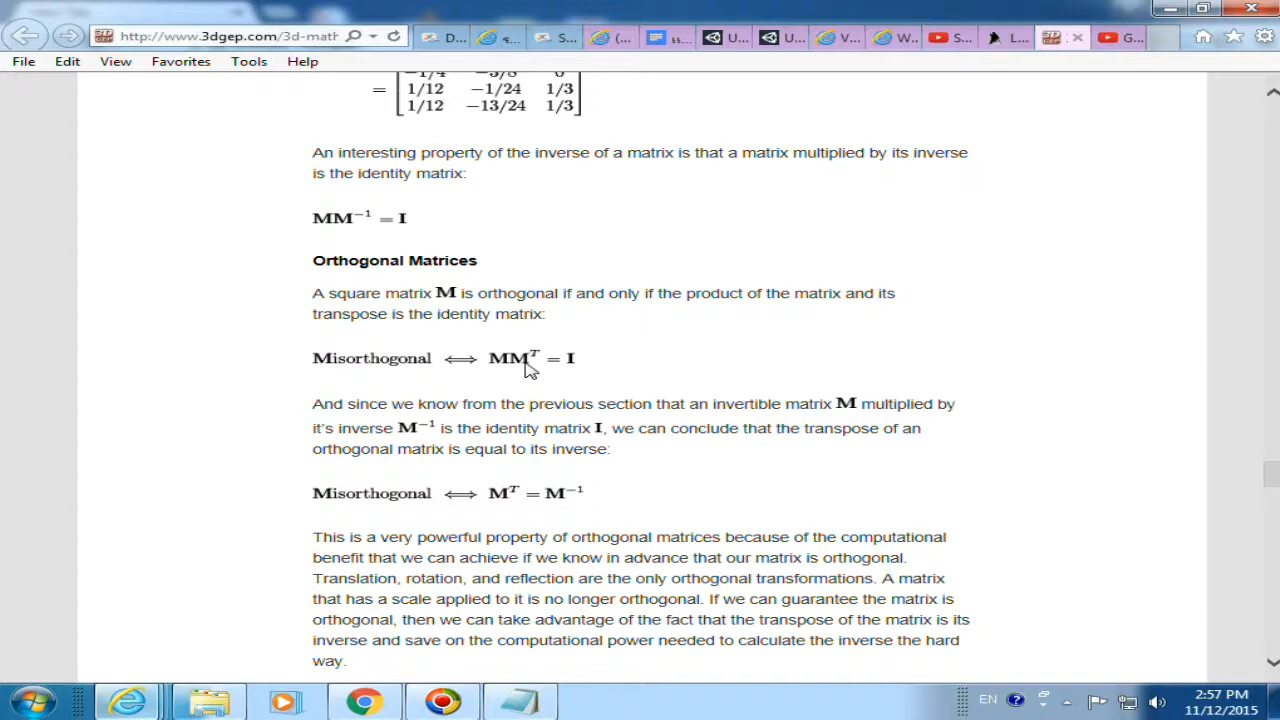 http://www.3dgep.com/3d-math
D...
S...
(...
U...
U...
V...
W...
S...
L...
G...
File Edit View Favorites Tools Help
−1/4 −3/8 0
= 1/12 −1/24 1/3
1/12 −13/24 1/3
An interesting property of the inverse of a matrix is that a matrix multiplied by its inverse
is the identity matrix:
MM⁻¹ = I
Orthogonal Matrices
A square matrix M is orthogonal if and only if the product of the matrix and its
transpose is the identity matrix:
Misorthogonal ⟺ MMᵀ = I
And since we know from the previous section that an invertible matrix M multiplied by
it's inverse M⁻¹ is the identity matrix I, we can conclude that the transpose of an
orthogonal matrix is equal to its inverse:
Misorthogonal ⟺ Mᵀ = M⁻¹
This is a very powerful property of orthogonal matrices because of the computational
benefit that we can achieve if we know in advance that our matrix is orthogonal.
Translation, rotation, and reflection are the only orthogonal transformations. A matrix
that has a scale applied to it is no longer orthogonal. If we can guarantee the matrix is
orthogonal, then we can take advantage of the fact that the transpose of the matrix is its
inverse and save on the computational power needed to calculate the inverse the hard
way.
EN
2:57 PM
11/12/2015